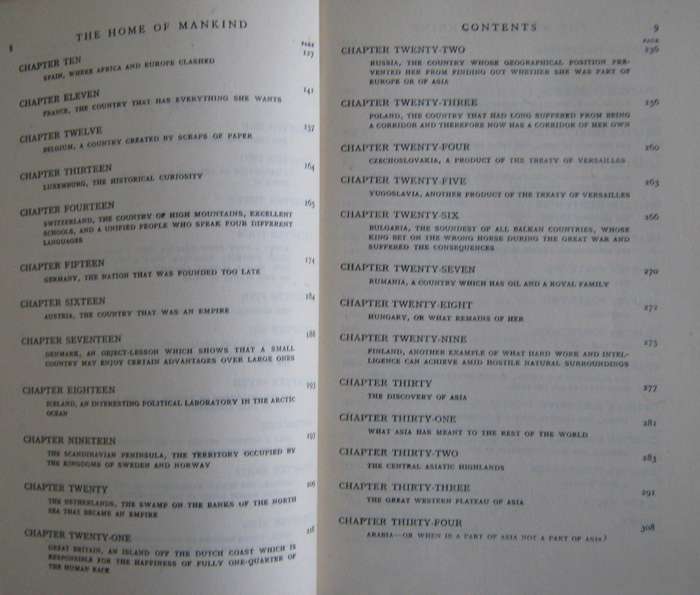 8 THE HOME OF MANKIND
PAGE
CHAPTER TEN 127
SPAIN, WHERE AFRICA AND EUROPE CLASHED
CHAPTER ELEVEN 141
FRANCE, THE COUNTRY THAT HAS EVERYTHING SHE WANTS
CHAPTER TWELVE 157
BELGIUM, A COUNTRY CREATED BY SCRAPS OF PAPER
CHAPTER THIRTEEN 164
LUXEMBURG, THE HISTORICAL CURIOSITY
CHAPTER FOURTEEN 165
SWITZERLAND, THE COUNTRY OF HIGH MOUNTAINS, EXCELLENT
SCHOOLS, AND A UNIFIED PEOPLE WHO SPEAK FOUR DIFFERENT
LANGUAGES
CHAPTER FIFTEEN 174
GERMANY, THE NATION THAT WAS FOUNDED TOO LATE
CHAPTER SIXTEEN 184
AUSTRIA, THE COUNTRY THAT WAS AN EMPIRE
CHAPTER SEVENTEEN 188
DENMARK, AN OBJECT-LESSON WHICH SHOWS THAT A SMALL
COUNTRY MAY ENJOY CERTAIN ADVANTAGES OVER LARGE ONES
CHAPTER EIGHTEEN 193
ICELAND, AN INTERESTING POLITICAL LABORATORY IN THE ARCTIC
OCEAN
CHAPTER NINETEEN 197
THE SCANDINAVIAN PENINSULA, THE TERRITORY OCCUPIED BY
THE KINGDOMS OF SWEDEN AND NORWAY
CHAPTER TWENTY 206
THE NETHERLANDS, THE SWAMP ON THE BANKS OF THE NORTH
SEA THAT BECAME AN EMPIRE
CHAPTER TWENTY-ONE
GREAT BRITAIN, AN ISLAND OFF THE DUTCH COAST WHICH IS
RESPONSIBLE FOR THE HAPPINESS OF FULLY ONE-QUARTER OF
THE HUMAN RACE
CONTENTS 9
PAGE
CHAPTER TWENTY-TWO 236
RUSSIA, THE COUNTRY WHOSE GEOGRAPHICAL POSITION PRE-
VENTED HER FROM FINDING OUT WHETHER SHE WAS PART OF
EUROPE OR OF ASIA
CHAPTER TWENTY-THREE 256
POLAND, THE COUNTRY THAT HAD LONG SUFFERED FROM BEING
A CORRIDOR AND THEREFORE NOW HAS A CORRIDOR OF HER OWN
CHAPTER TWENTY-FOUR 260
CZECHOSLOVAKIA, A PRODUCT OF THE TREATY OF VERSAILLES
CHAPTER TWENTY-FIVE 263
YUGOSLAVIA, ANOTHER PRODUCT OF THE TREATY OF VERSAILLES
CHAPTER TWENTY-SIX 266
BULGARIA, THE SOUNDEST OF ALL BALKAN COUNTRIES, WHOSE
KING BET ON THE WRONG HORSE DURING THE GREAT WAR AND
SUFFERED THE CONSEQUENCES
CHAPTER TWENTY-SEVEN 270
RUMANIA, A COUNTRY WHICH HAS OIL AND A ROYAL FAMILY
CHAPTER TWENTY-EIGHT 272
HUNGARY, OR WHAT REMAINS OF HER
CHAPTER TWENTY-NINE 275
FINLAND, ANOTHER EXAMPLE OF WHAT HARD WORK AND INTEL-
LIGENCE CAN ACHIEVE AMID HOSTILE NATURAL SURROUNDINGS
CHAPTER THIRTY 277
THE DISCOVERY OF ASIA
CHAPTER THIRTY-ONE 281
WHAT ASIA HAS MEANT TO THE REST OF THE WORLD
CHAPTER THIRTY-TWO 283
THE CENTRAL ASIATIC HIGHLANDS
CHAPTER THIRTY-THREE 291
THE GREAT WESTERN PLATEAU OF ASIA
CHAPTER THIRTY-FOUR 308
ARABIA—OR WHEN IS A PART OF ASIA NOT A PART OF ASIA?